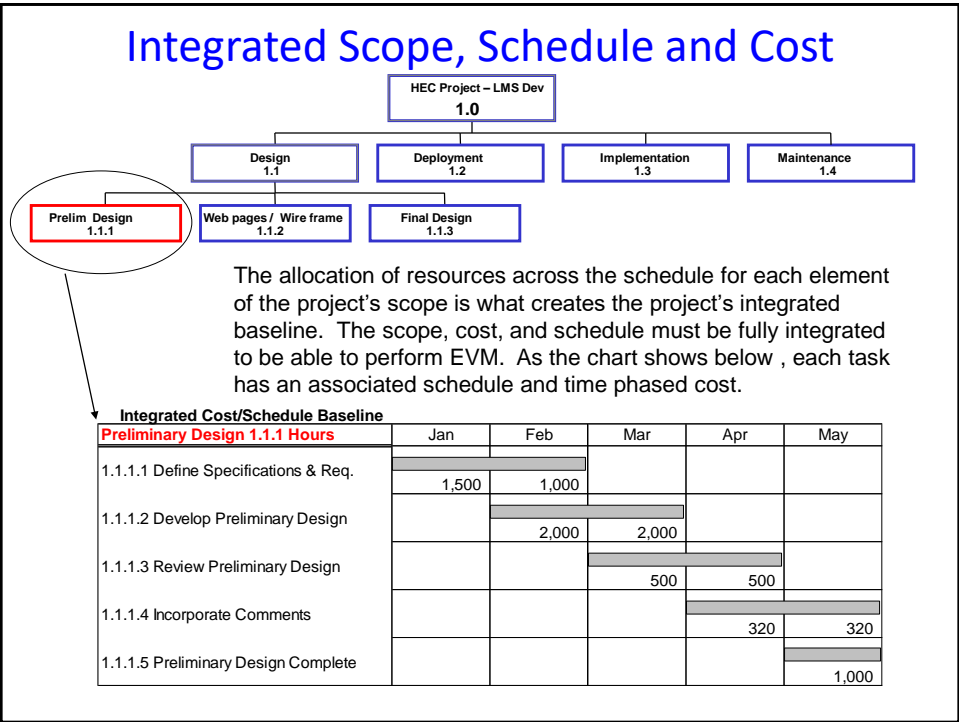 Integrated Scope, Schedule and Cost
HEC Project – LMS Dev
1.0
Design
1.1
Deployment
1.2
Implementation
1.3
Maintenance
1.4
Prelim Design
1.1.1
Web pages / Wire frame
1.1.2
Final Design
1.1.3
The allocation of resources across the schedule for each element
of the project's scope is what creates the project's integrated
baseline. The scope, cost, and schedule must be fully integrated
to be able to perform EVM. As the chart shows below , each task
has an associated schedule and time phased cost.
Integrated Cost/Schedule Baseline
Preliminary Design 1.1.1 Hours Jan Feb Mar Apr May
1.1.1.1 Define Specifications & Req.
1,500 1,000
1.1.1.2 Develop Preliminary Design
2,000 2,000
1.1.1.3 Review Preliminary Design
500 500
1.1.1.4 Incorporate Comments
320 320
1.1.1.5 Preliminary Design Complete
1,000